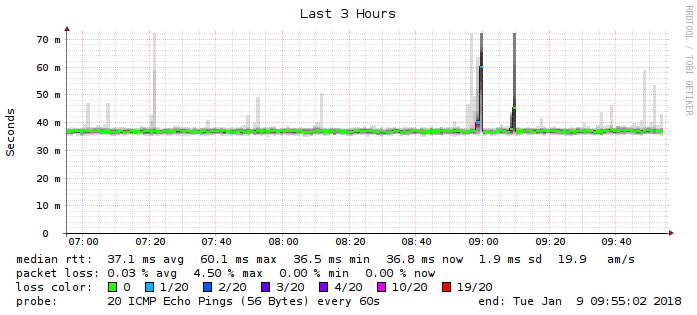 Last 3 Hours
RRDTOOL / TOBI OETIKER
Seconds
70 m
60 m
50 m
40 m
30 m
20 m
10 m
0
07:00 07:20 07:40 08:00 08:20 08:40 09:00 09:20 09:40
median rtt: 37.1 ms avg 60.1 ms max 36.5 ms min 36.8 ms now 1.9 ms sd 19.9 am/s
packet loss: 0.03 % avg 4.50 % max 0.00 % min 0.00 % now
loss color: 0 1/20 2/20 3/20 4/20 10/20 19/20
probe: 20 ICMP Echo Pings (56 Bytes) every 60s end: Tue Jan 9 09:55:02 2018